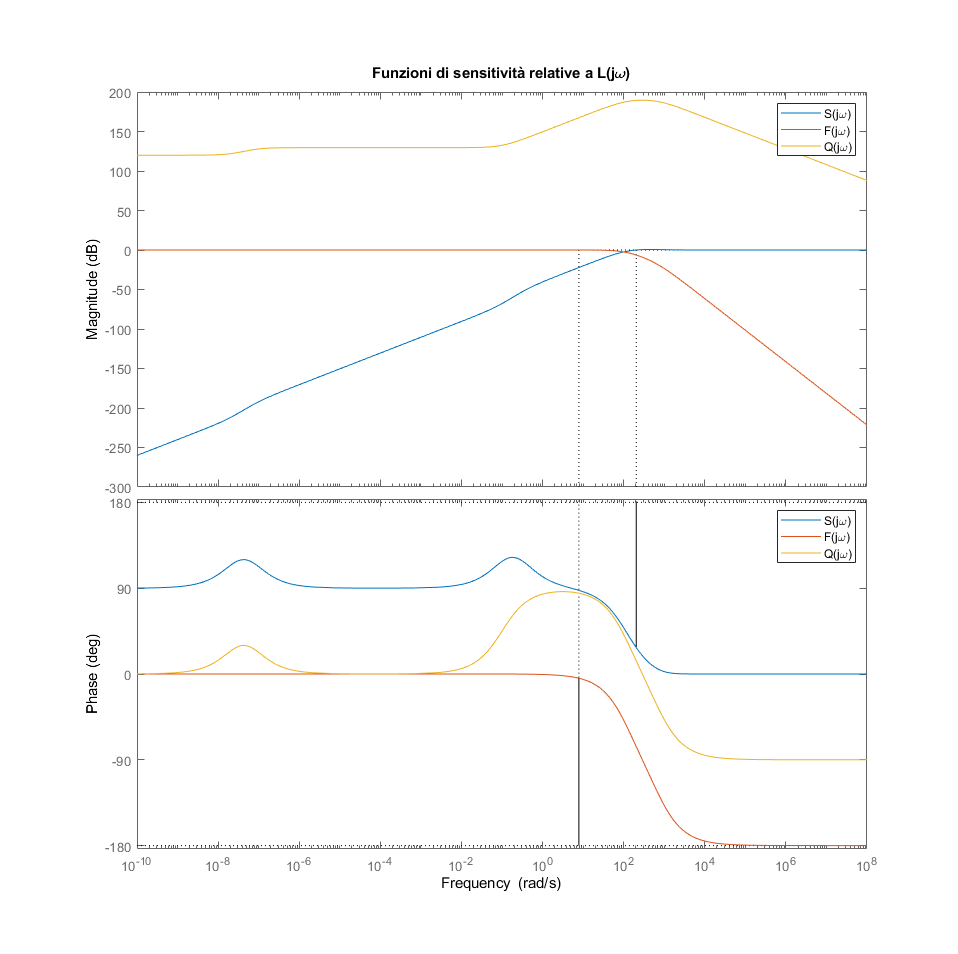 Funzioni di sensitività relative a L(jω)
Magnitude (dB)
200
150
100
50
0
-50
-100
-150
-200
-250
-300
S(jω)
F(jω)
Q(jω)
Phase (deg)
180
90
0
-90
-180
S(jω)
F(jω)
Q(jω)
10^-10
10^-8
10^-6
10^-4
10^-2
10^0
10^2
10^4
10^6
10^8
Frequency (rad/s)